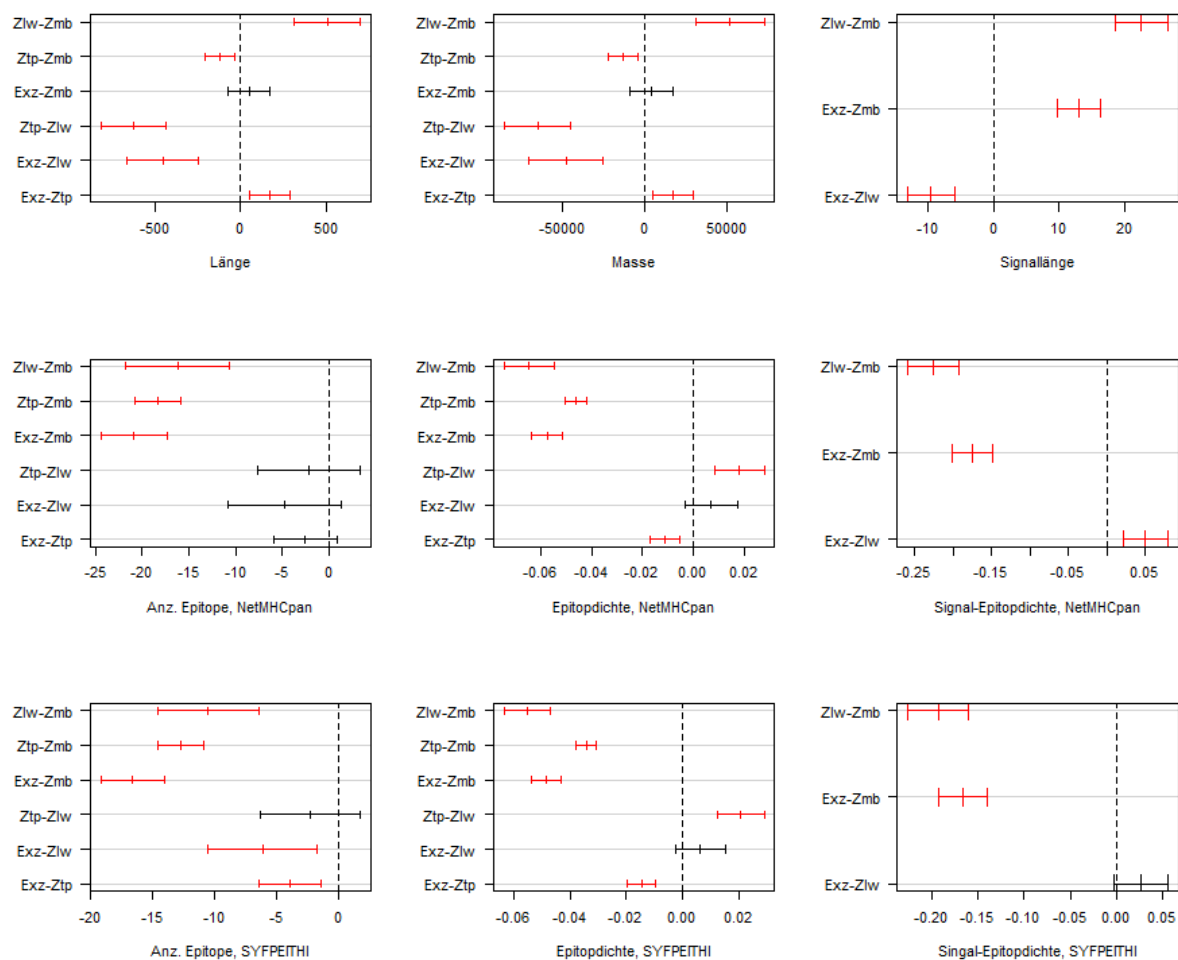 Zlw-Zmb
Ztp-Zmb
Exz-Zmb
Ztp-Zlw
Exz-Zlw
Exz-Ztp
-500 0 500
Länge
Zlw-Zmb
Ztp-Zmb
Exz-Zmb
Ztp-Zlw
Exz-Zlw
Exz-Ztp
-50000 0 50000
Masse
Zlw-Zmb
Exz-Zmb
Exz-Zlw
-10 0 10 20
Signallänge
Zlw-Zmb
Ztp-Zmb
Exz-Zmb
Ztp-Zlw
Exz-Zlw
Exz-Ztp
-25 -20 -15 -10 -5 0
Anz. Epitope, NetMHCpan
Zlw-Zmb
Ztp-Zmb
Exz-Zmb
Ztp-Zlw
Exz-Zlw
Exz-Ztp
-0.06 -0.04 -0.02 0.00 0.02
Epitopdichte, NetMHCpan
Zlw-Zmb
Exz-Zmb
Exz-Zlw
-0.25 -0.15 -0.05 0.05
Signal-Epitopdichte, NetMHCpan
Zlw-Zmb
Ztp-Zmb
Exz-Zmb
Ztp-Zlw
Exz-Zlw
Exz-Ztp
-20 -15 -10 -5 0
Anz. Epitope, SYFPEITHI
Zlw-Zmb
Ztp-Zmb
Exz-Zmb
Ztp-Zlw
Exz-Zlw
Exz-Ztp
-0.06 -0.04 -0.02 0.00 0.02
Epitopdichte, SYFPEITHI
Zlw-Zmb
Exz-Zmb
Exz-Zlw
-0.20 -0.15 -0.10 -0.05 0.00 0.05
Singal-Epitopdichte, SYFPEITHI